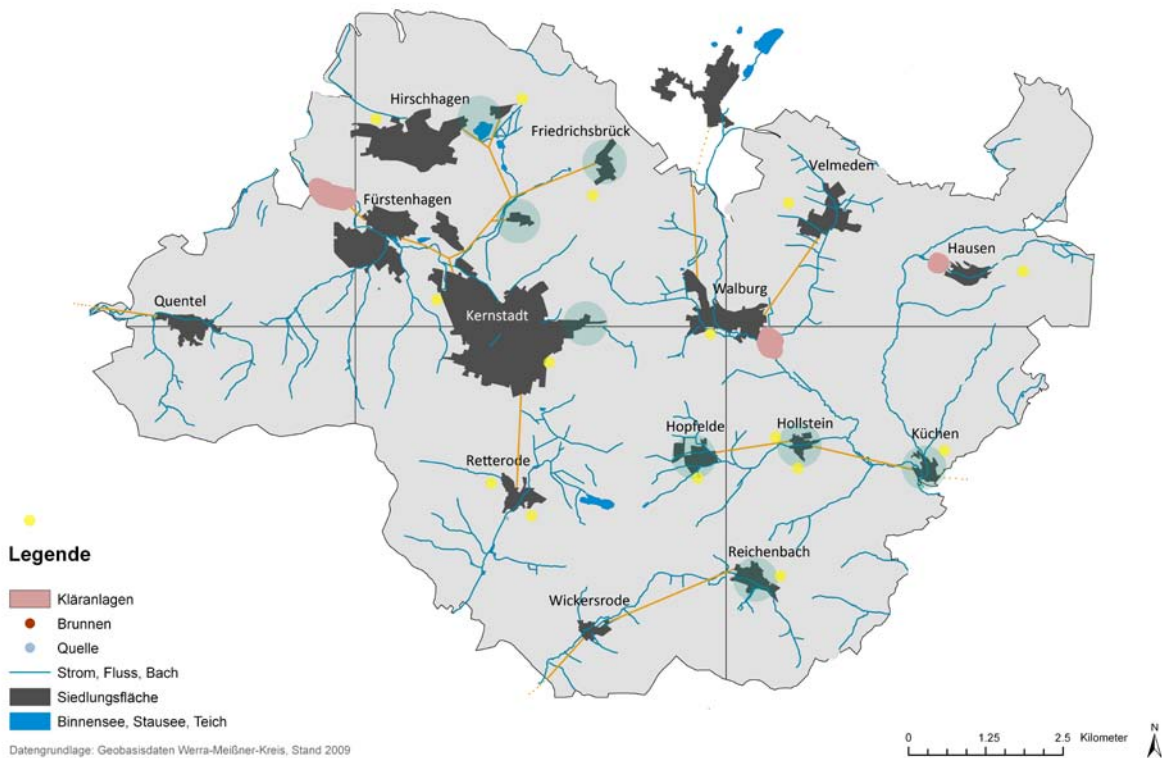 Hirschhagen
Friedrichsbrück
Velmeden
Fürstenhagen
Hausen
Quentel
Walburg
Kernstadt
Hopfelde
Hollstein
Küchen
Retterode
Reichenbach
Wickersrode
Legende
Kläranlagen
Brunnen
Quelle
Strom, Fluss, Bach
Siedlungsfläche
Binnensee, Stausee, Teich
Datengrundlage: Geobasisdaten Werra-Meißner-Kreis, Stand 2009
0 1.25 2.5 Kilometer
N